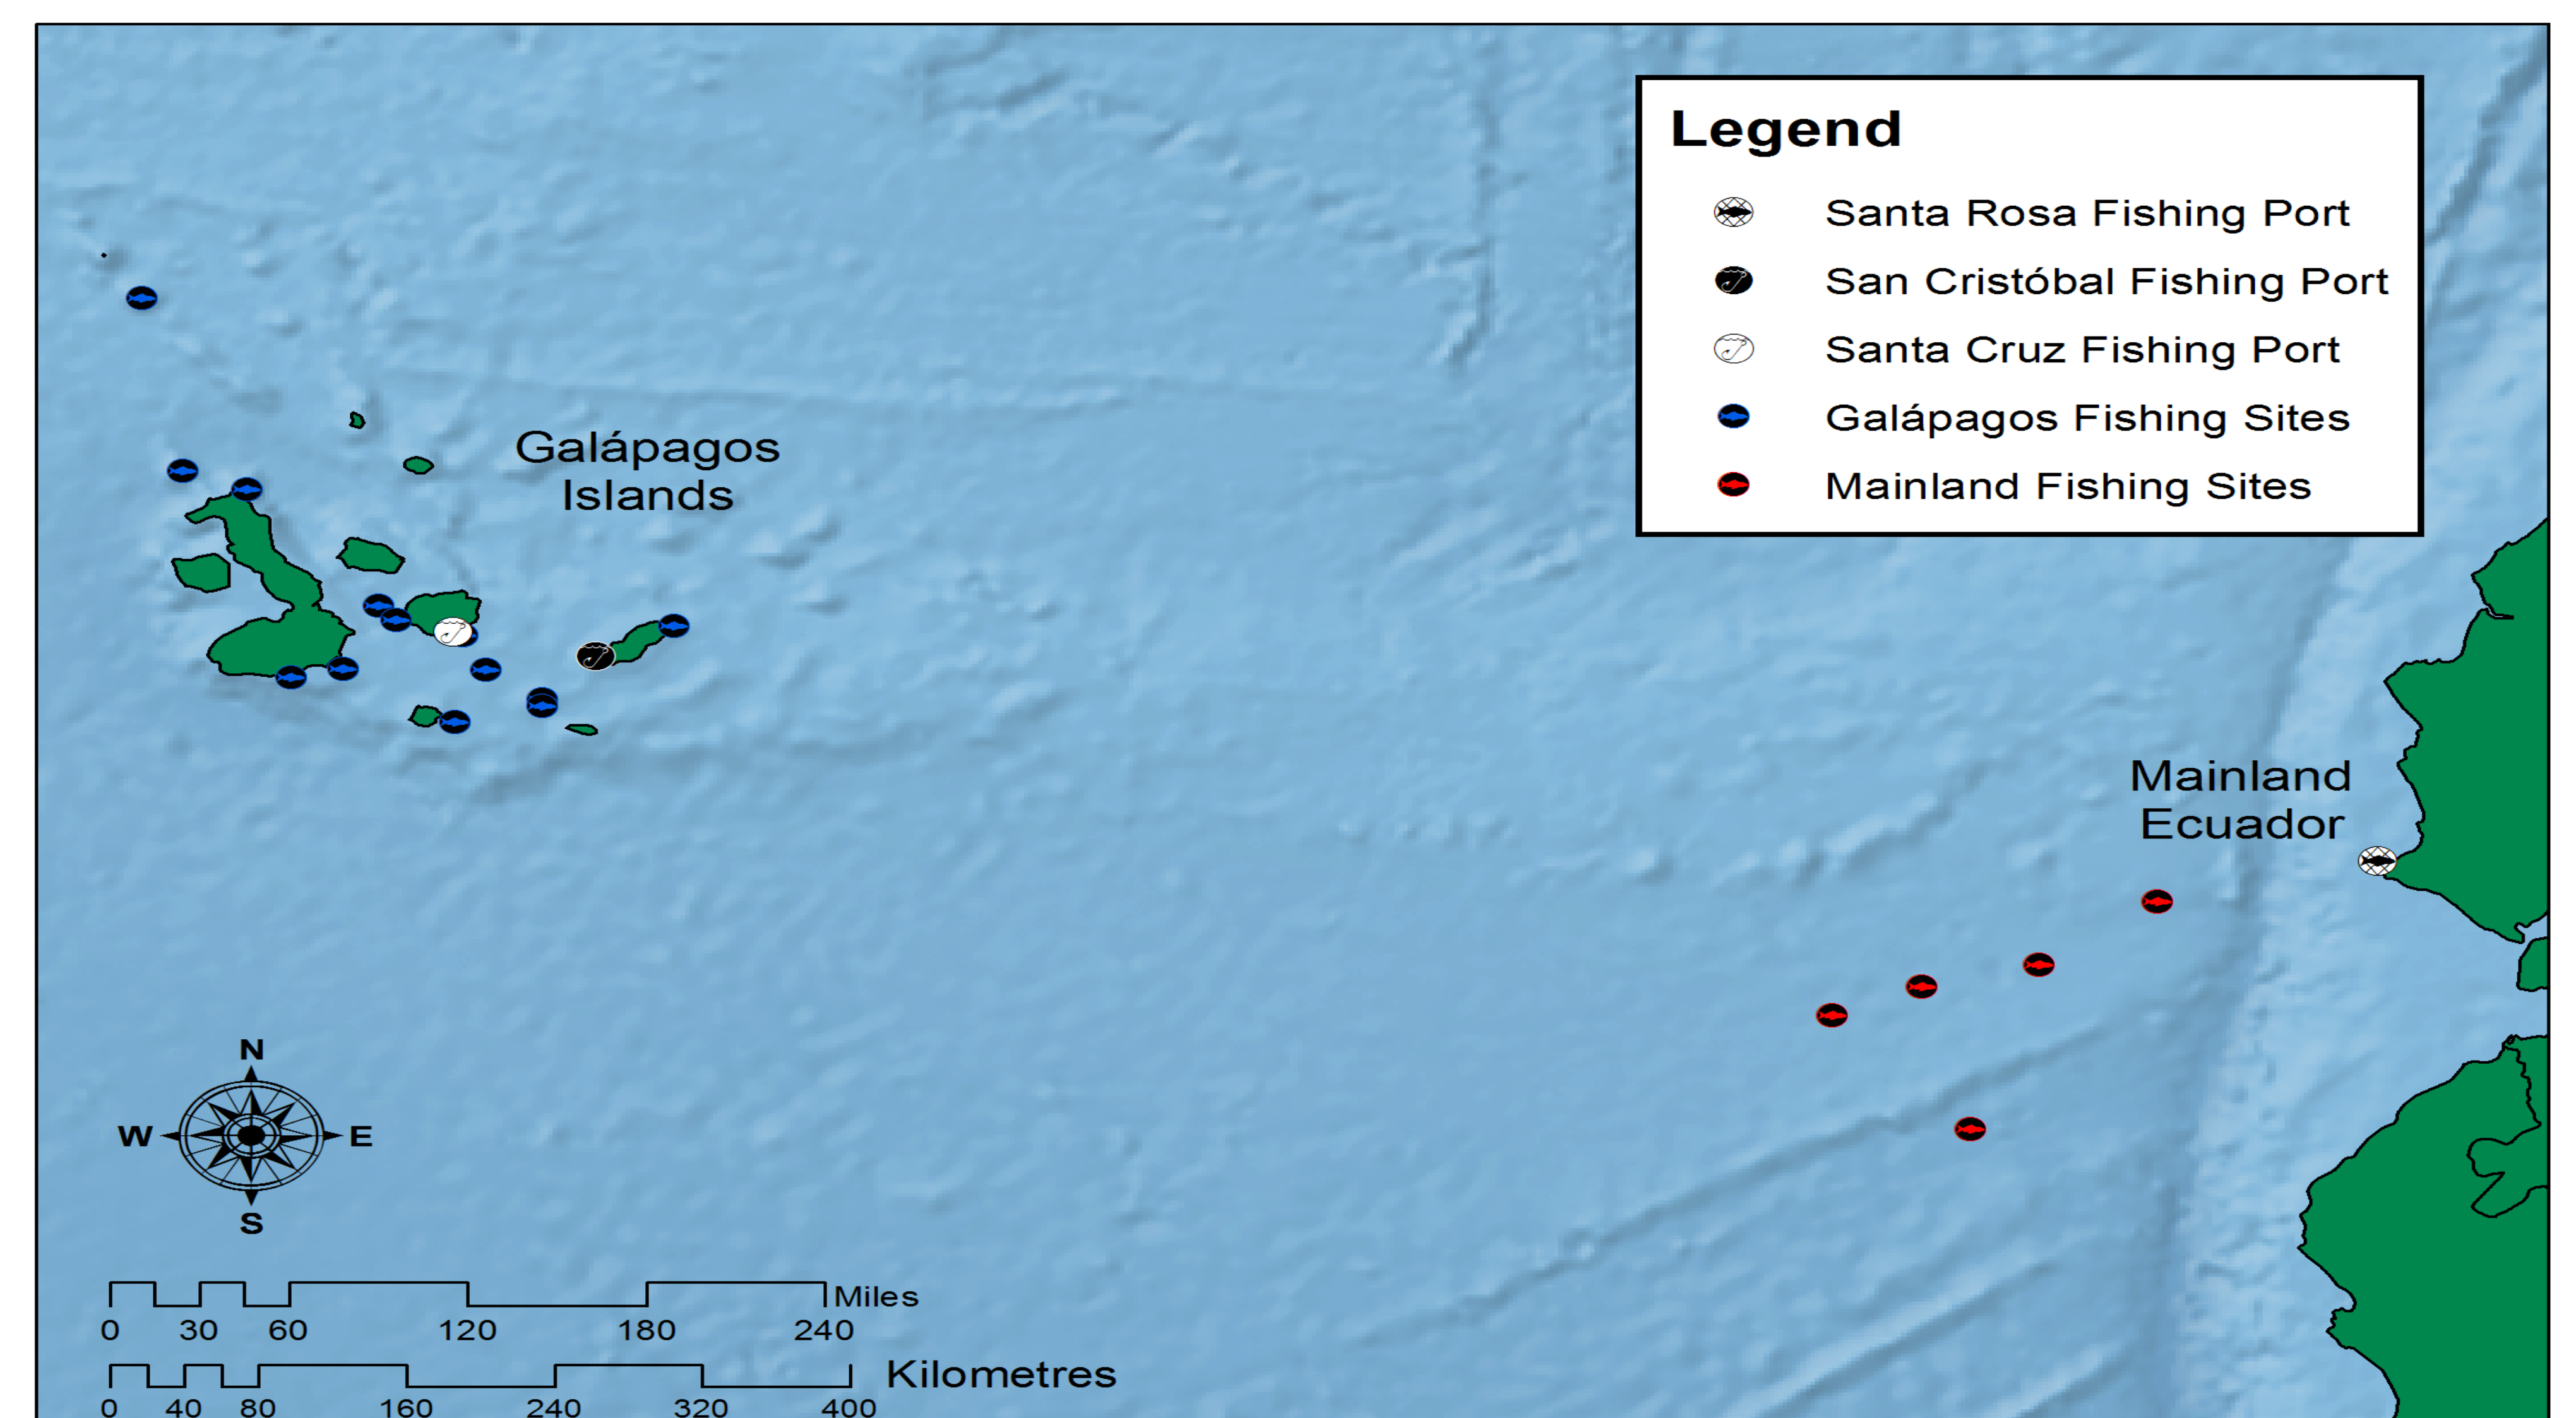 Legend
Santa Rosa Fishing Port
San Cristóbal Fishing Port
Santa Cruz Fishing Port
Galápagos Fishing Sites
Mainland Fishing Sites
Galápagos
Islands
Mainland
Ecuador
N
W E
S
Miles
0 30 60 120 180 240
Kilometres
0 40 80 160 240 320 400